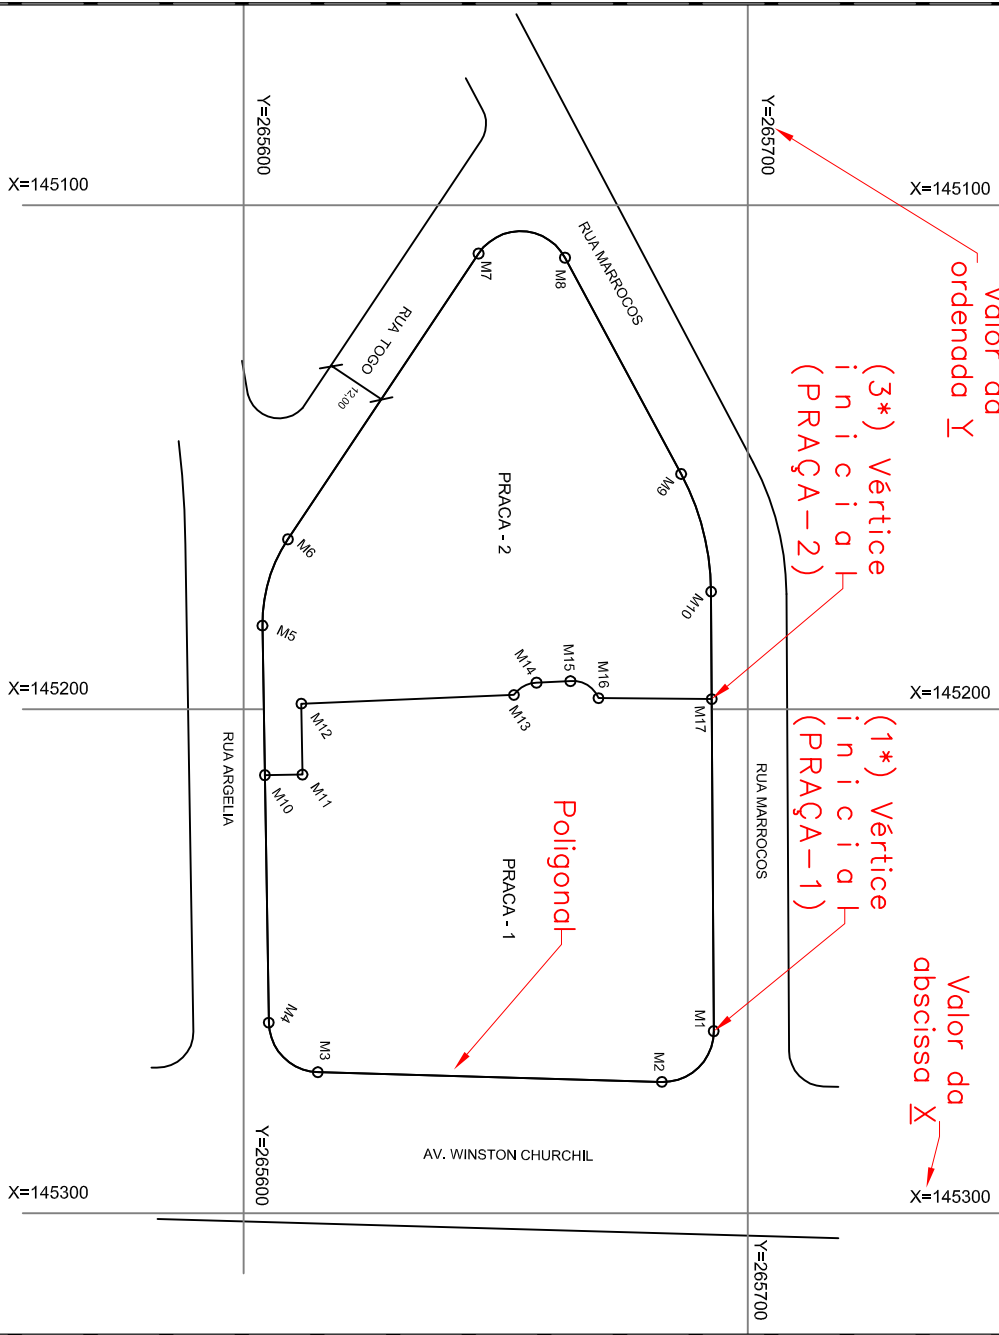 Y=265600
Y=265700
X=145100
X=145100
Valor da
ordenada Y
RUA MARROCOS
M7
M8
RUA TOGO
12,00
(3*) Vértice
inicial
(PRAÇA-2)
M9
PRACA - 2
M6
M10
M5
M14
M15
M16
X=145200
X=145200
M12
M13
M17
(1*) Vértice
inicial
(PRAÇA-1)
RUA ARGELIA
RUA MARROCOS
M10
M11
Poligonal
PRACA - 1
Valor da
abscissa X
M4
M1
M3
M2
Y=265600
AV. WINSTON CHURCHIL
X=145300
X=145300
Y=265700